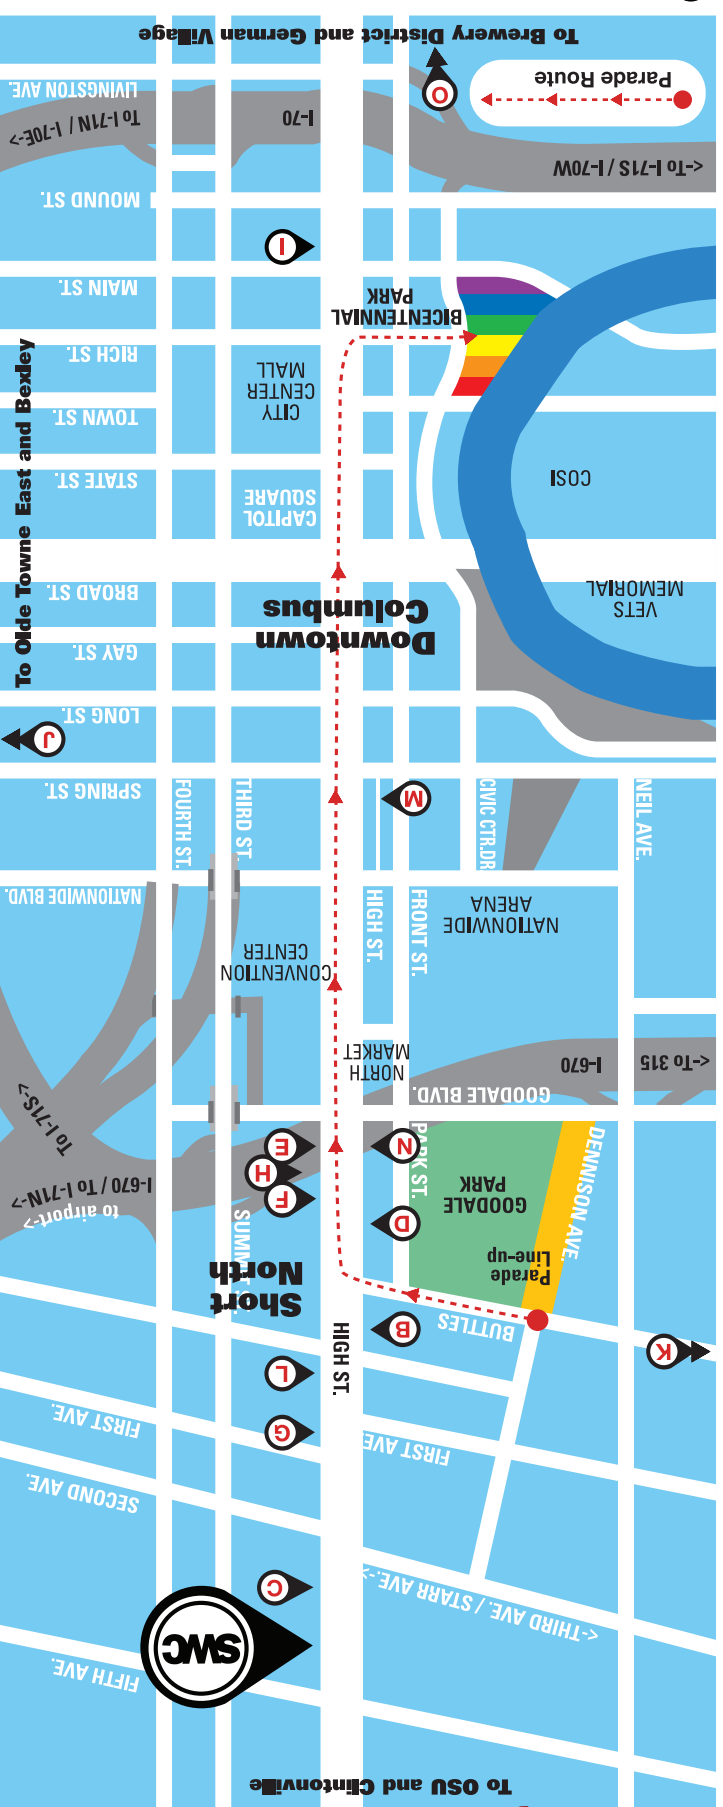 To OSU and Clintonville
FIFTH AVE.
SWC
<-THIRD AVE. / STARR AVE.->
C
SECOND AVE.
FIRST AVE.
FIRST AVE.
G
L
HIGH ST.
K
B
BUTTLES
Short
North
Parade
Line-up
SUMMIT ST.
D
DENNISON AVE.
GOODALE
PARK
PARK ST.
F
H
E
N
to airport->
I-670 / To I-71N->
To I-71S->
GOODALE BLVD.
<-To 315
I-670
NORTH
MARKET
CONVENTION
CENTER
NATIONWIDE
ARENA
FRONT ST.
HIGH ST.
NATIONWIDE BLVD.
NEIL AVE.
CIVIC CTR.DR.
THIRD ST.
FOURTH ST.
M
SPRING ST.
J
LONG ST.
GAY ST.
Downtown
Columbus
VETS
MEMORIAL
BROAD ST.
To Olde Towne East and Bexley
CAPITOL
SQUARE
COSI
STATE ST.
TOWN ST.
CITY
CENTER
MALL
RICH ST.
BICENTENNIAL
PARK
MAIN ST.
I
MOUND ST.
<-To I-71S / I-70W
I-70
To I-71N / I-70E->
O
Parade Route
LIVINGSTON AVE.
To Brewery District and German Village